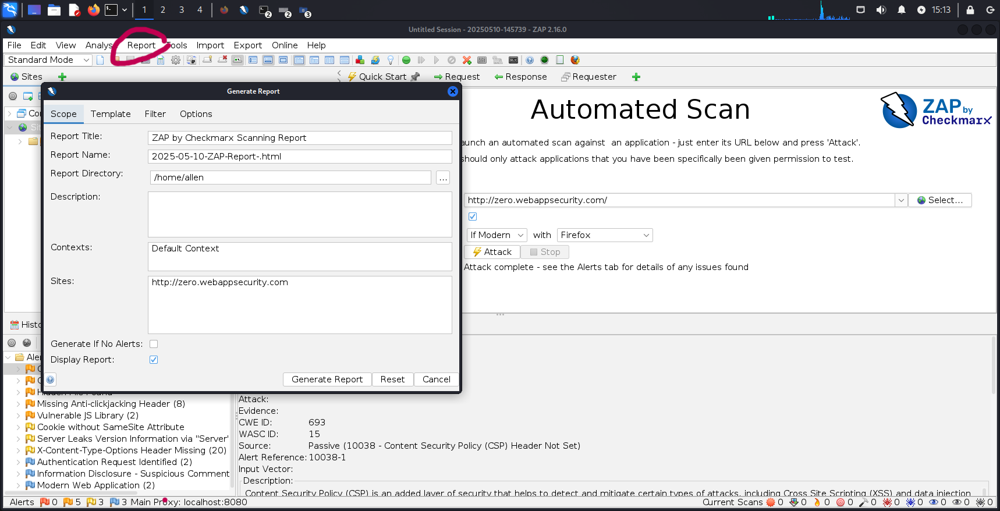 1 2 3 4 2 2 3 15:13
Untitled Session - 20250510-145739 - ZAP 2.16.0
File Edit View Report Import Export Online Help
Standard Mode
Sites Quick Start Request Response Requester
Generate Report
Scope Template Filter Options
Report Title: ZAP by Checkmarx Scanning Report
Report Name: 2025-05-10-ZAP-Report-.html
Report Directory: /home/allen ...
Description:
Contexts: Default Context
Sites: http://zero.webappsecurity.com
Generate If No Alerts:
Display Report:
Generate Report Reset Cancel
Automated Scan
ZAP by Checkmarx
an automated scan against an application - just enter its URL below and press 'Attack'.
should only attack applications that you have been specifically been given permission to test.
http://zero.webappsecurity.com/ Select...
If Modern with Firefox
Attack Stop
Attack complete - see the Alerts tab for details of any issues found
Missing Anti-clickjacking Header (8)
Vulnerable JS Library (2)
Cookie without SameSite Attribute
Server Leaks Version Information via "Server"
X-Content-Type-Options Header Missing (20)
Authentication Request Identified (2)
Information Disclosure - Suspicious Comment
Modern Web Application (2)
Attack:
Evidence:
CWE ID: 693
WASC ID: 15
Source: Passive (10038 - Content Security Policy (CSP) Header Not Set)
Alert Reference: 10038-1
Input Vector:
Description:
Content Security Policy (CSP) is an added layer of security that helps to detect and mitigate certain types of attacks, including Cross Site Scripting (XSS) and data injection
Alerts 0 5 3 3 Main Proxy: localhost:8080 Current Scans 0 0 0 0 0 0 0 0 0 0